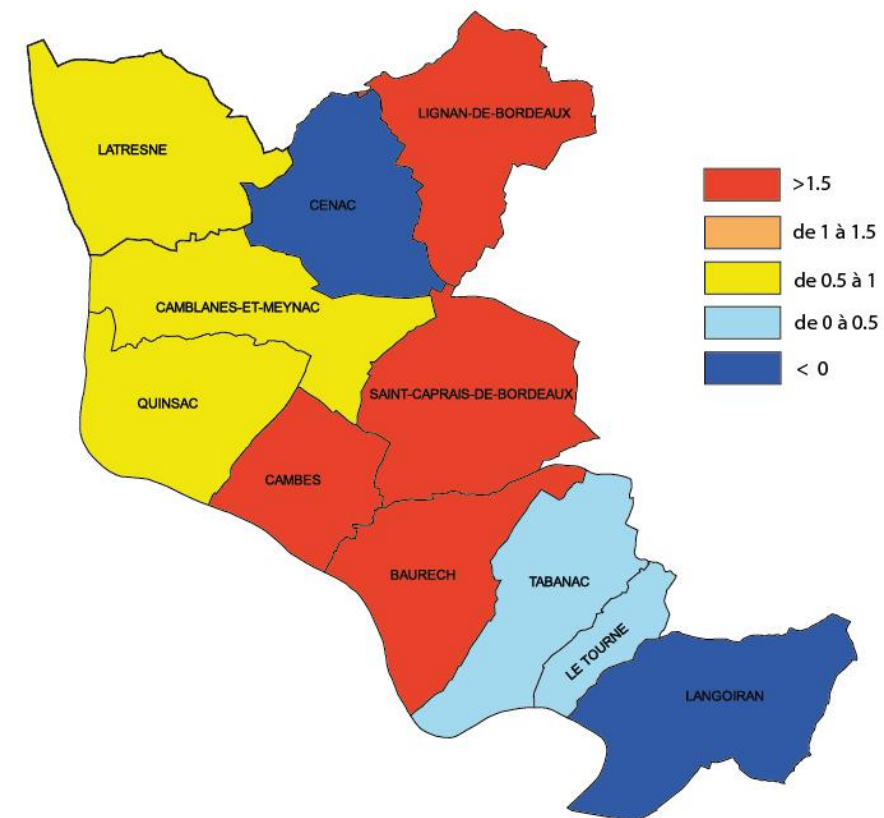 LIGNAN-DE-BORDEAUX
LATRESNE
CENAC
CAMBLANES-ET-MEYNAC
QUINSAC
SAINT-CAPRAIS-DE-BORDEAUX
CAMBES
BAURECH
TABANAC
LE TOURNE
LANGOIRAN
>1.5
de 1 à 1.5
de 0.5 à 1
de 0 à 0.5
< 0